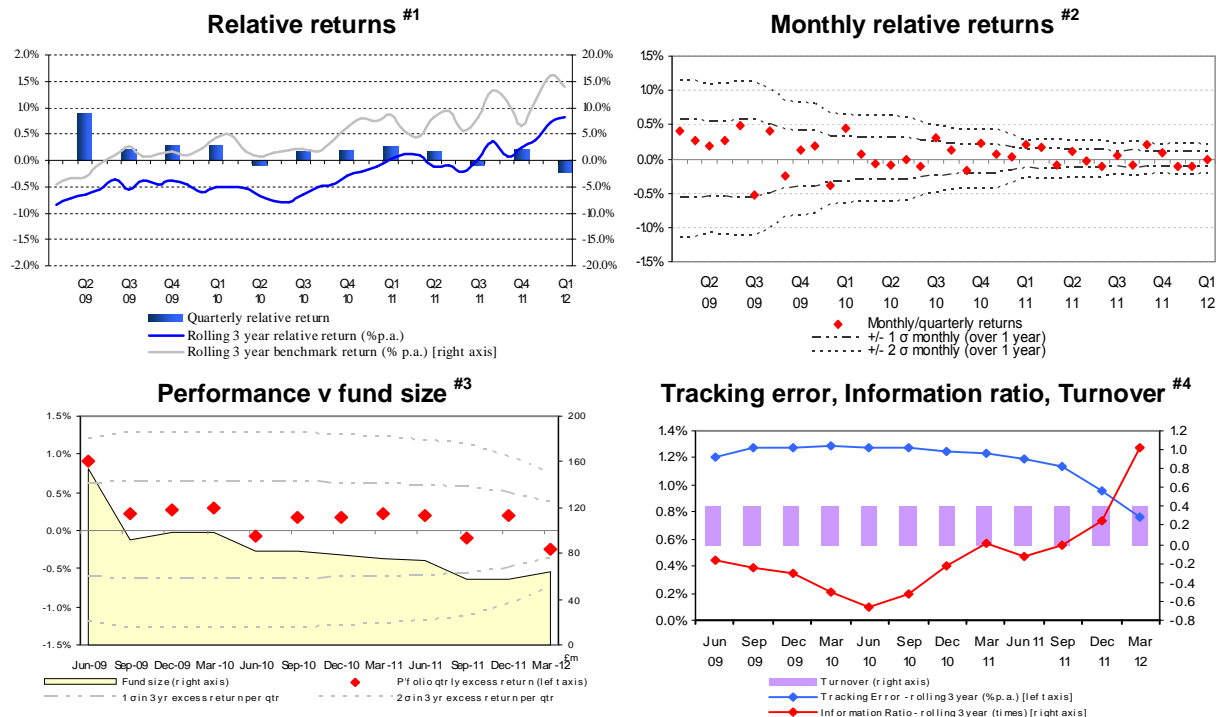 Relative returns #1
2.0%
1.5%
1.0%
0.5%
0.0%
-0.5%
-1.0%
-1.5%
-2.0%
20.0%
15.0%
10.0%
5.0%
0.0%
-5.0%
-10.0%
-15.0%
-20.0%
Q2 09
Q3 09
Q4 09
Q1 10
Q2 10
Q3 10
Q4 10
Q1 11
Q2 11
Q3 11
Q4 11
Q1 12
Quarterly relative return
Rolling 3 year relative return (%p.a.)
Rolling 3 year benchmark return (% p.a.) [right axis]
Monthly relative returns #2
1.5%
1.0%
0.5%
0.0%
-0.5%
-1.0%
-1.5%
Q2 09
Q3 09
Q4 09
Q1 10
Q2 10
Q3 10
Q4 10
Q1 11
Q2 11
Q3 11
Q4 11
Q1 12
Monthly/quarterly returns
+/- 1 σ monthly (over 1 year)
+/- 2 σ monthly (over 1 year)
Performance v fund size #3
1.5%
1.0%
0.5%
0.0%
-0.5%
-1.0%
-1.5%
200
160
120
80
40
0
£m
Jun-09
Sep-09
Dec-09
Mar-10
Jun-10
Sep-10
Dec-10
Mar-11
Jun-11
Sep-11
Dec-11
Mar-12
Fund size (right axis)
P'folio qtrly excess return (left axis)
1 σ in 3 yr excess return per qtr
2 σ in 3 yr excess return per qtr
Tracking error, Information ratio, Turnover #4
1.4%
1.2%
1.0%
0.8%
0.6%
0.4%
0.2%
0.0%
1.2
1.0
0.8
0.6
0.4
0.2
0.0
-0.2
-0.4
-0.6
-0.8
Jun 09
Sep 09
Dec 09
Mar 10
Jun 10
Sep 10
Dec 10
Mar 11
Jun 11
Sep 11
Dec 11
Mar 12
Turnover (right axis)
Tracking Error - rolling 3 year (%p.a.) [left axis]
Information Ratio - rolling 3 year (times) [right axis]